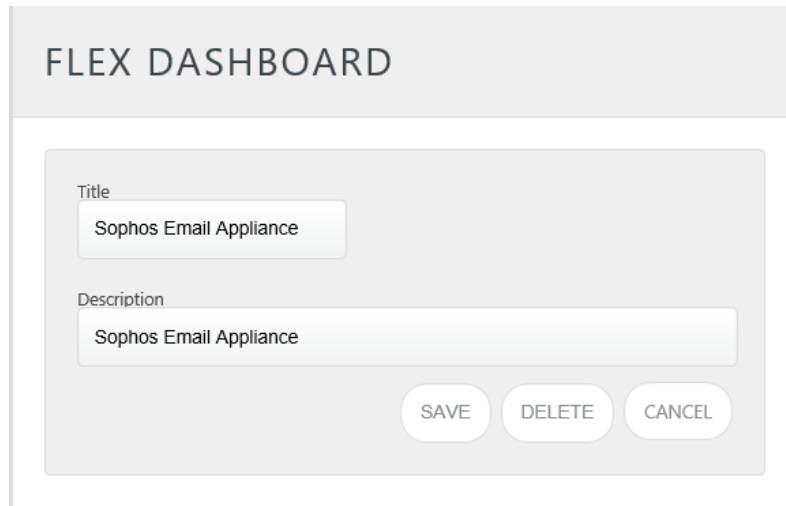 FLEX DASHBOARD
Title
Sophos Email Appliance
Description
Sophos Email Appliance
SAVE DELETE CANCEL